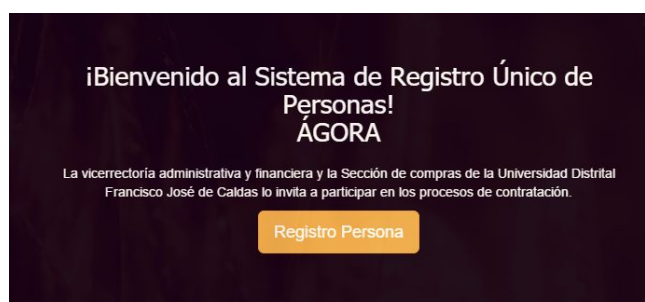 ¡Bienvenido al Sistema de Registro Único de
Personas!
ÁGORA
La vicerrectoría administrativa y financiera y la Sección de compras de la Universidad Distrital
Francisco José de Caldas lo invita a participar en los procesos de contratación.
Registro Persona